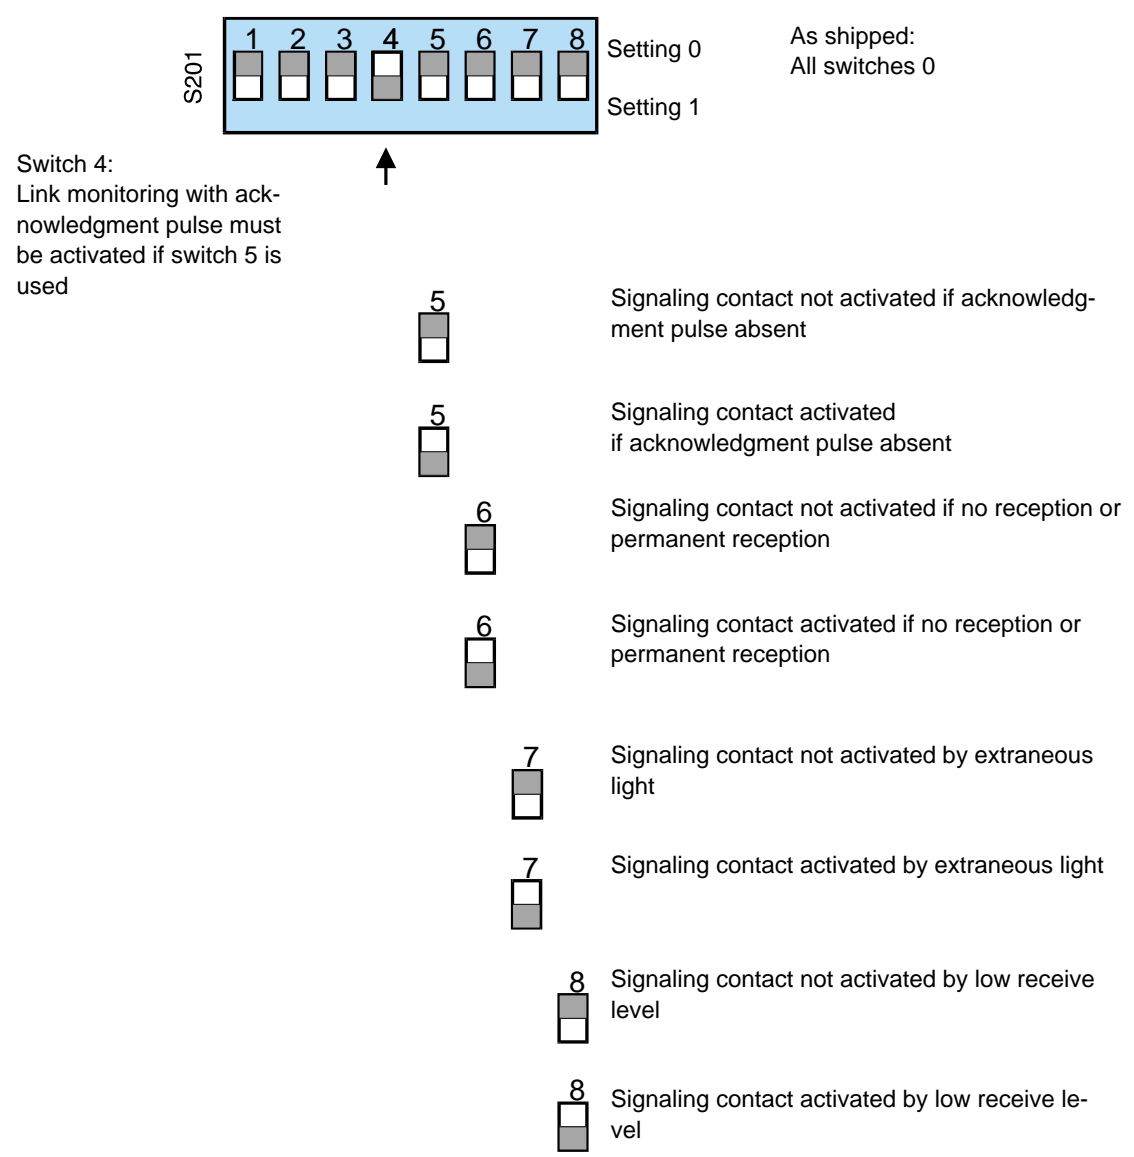 S201
1 2 3 4 5 6 7 8
Setting 0
Setting 1
As shipped:
All switches 0
Switch 4:
Link monitoring with ack-
nowledgment pulse must
be activated if switch 5 is
used
5
Signaling contact not activated if acknowledg-
ment pulse absent
5
Signaling contact activated
if acknowledgment pulse absent
6
Signaling contact not activated if no reception or
permanent reception
6
Signaling contact activated if no reception or
permanent reception
7
Signaling contact not activated by extraneous
light
7
Signaling contact activated by extraneous light
8
Signaling contact not activated by low receive
level
8
Signaling contact activated by low receive le-
vel